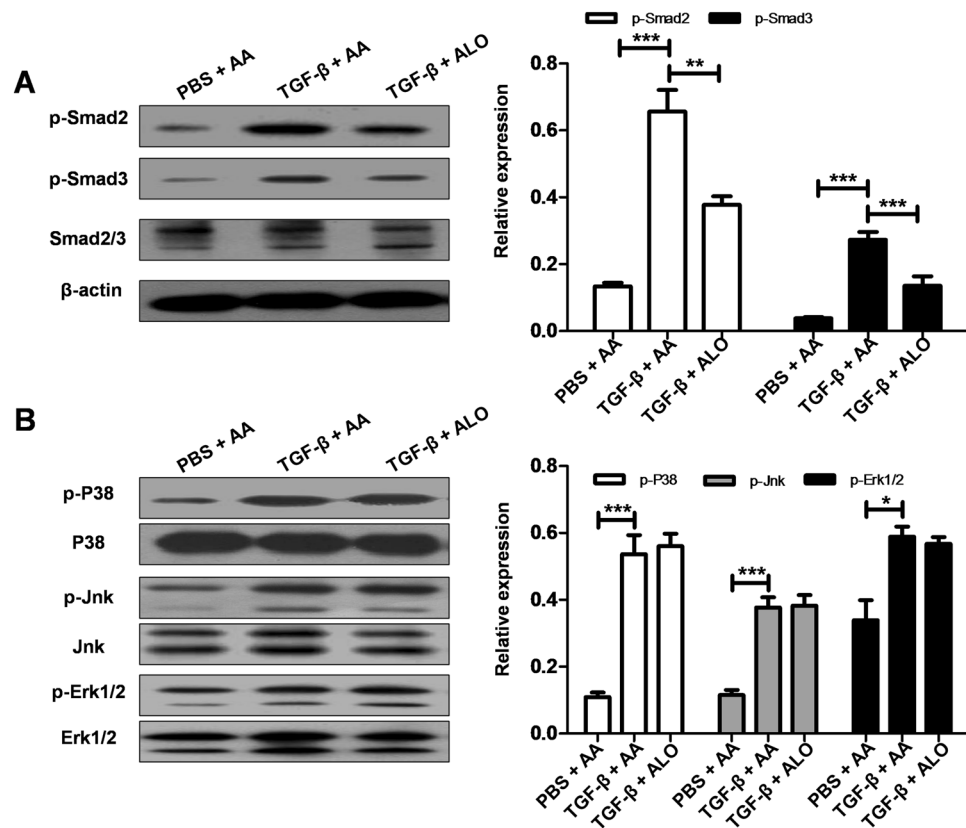 A
PBS + AA
TGF-β + AA
TGF-β + ALO
p-Smad2
p-Smad3
Smad2/3
β-actin
p-Smad2
p-Smad3
Relative expression
0.8
0.6
0.4
0.2
0.0
***
**
***
***
PBS + AA
TGF-β + AA
TGF-β + ALO
PBS + AA
TGF-β + AA
TGF-β + ALO
B
PBS + AA
TGF-β + AA
TGF-β + ALO
p-P38
P38
p-Jnk
Jnk
p-Erk1/2
Erk1/2
p-P38
p-Jnk
p-Erk1/2
Relative expression
0.8
0.6
0.4
0.2
0.0
***
***
*
PBS + AA
TGF-β + AA
TGF-β + ALO
PBS + AA
TGF-β + AA
TGF-β + ALO
PBS + AA
TGF-β + AA
TGF-β + ALO